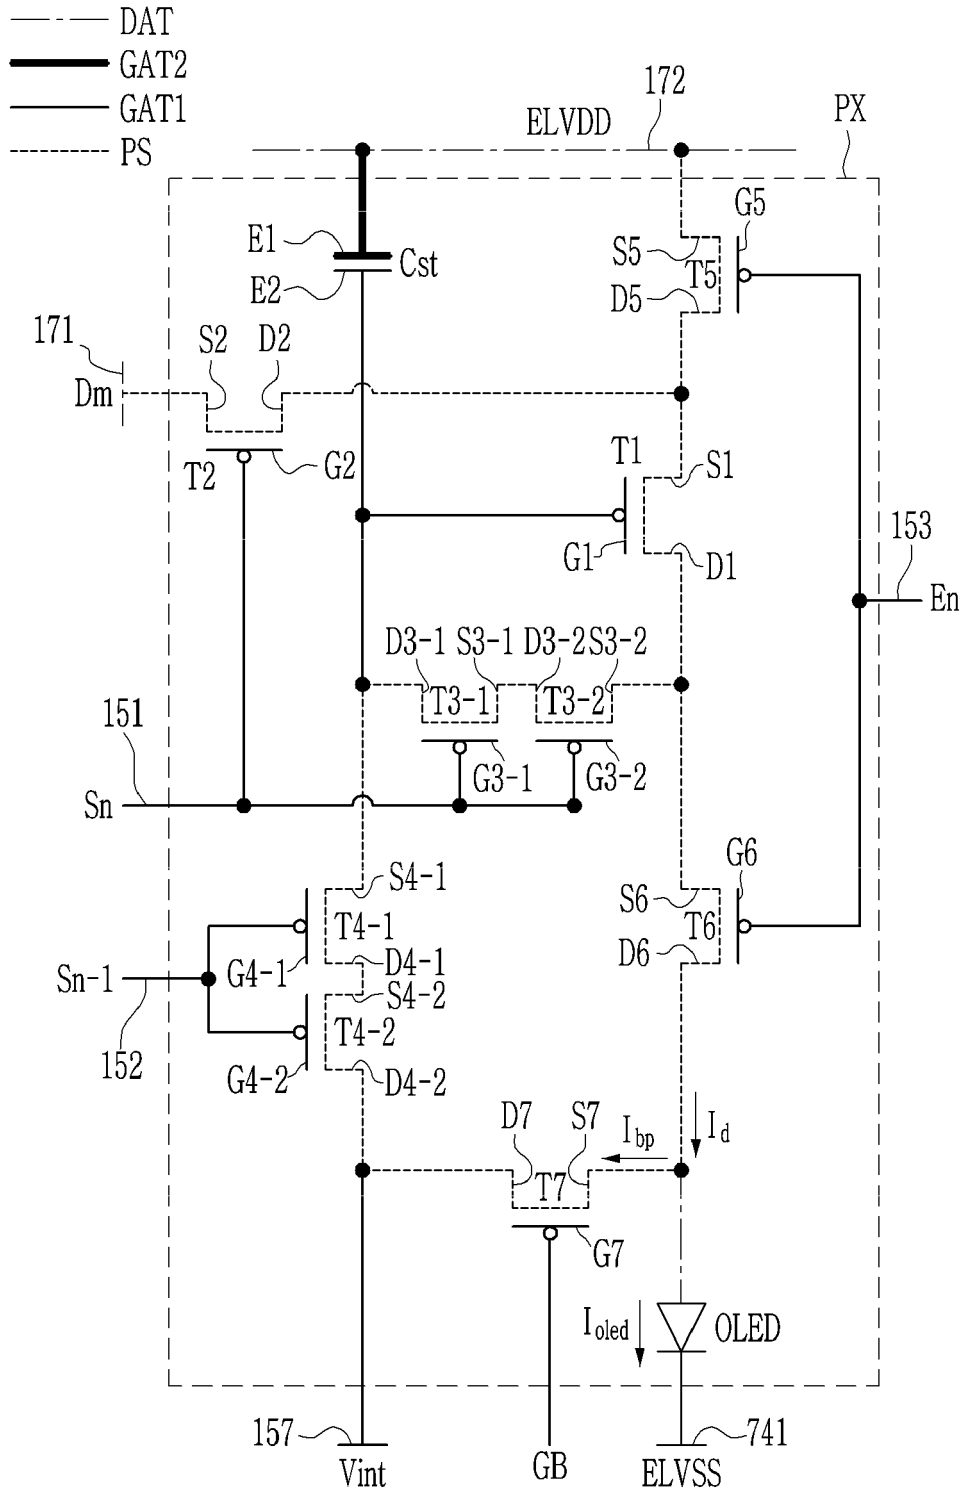 DAT
GAT2
GAT1
PS
172
ELVDD
PX
G5
E1
Cst
S5
T5
E2
D5
171
S2
D2
Dm
T2
G2
T1
S1
G1
D1
153
En
D3-1
S3-1
D3-2
S3-2
T3-1
T3-2
151
G3-1
G3-2
Sn
G6
S4-1
S6
T4-1
T6
Sn-1
G4-1
D4-1
D6
S4-2
T4-2
152
G4-2
D4-2
D7
S7
Ibp
Id
T7
G7
Ioled
OLED
157
741
Vint
GB
ELVSS